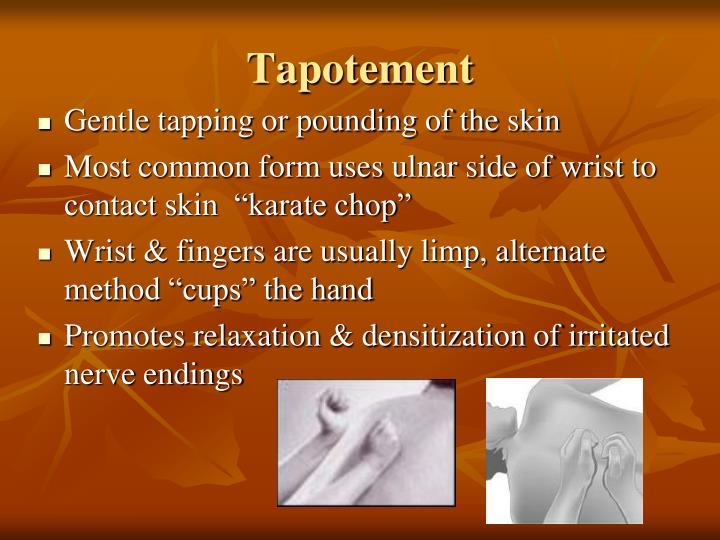 Tapotement
Gentle tapping or pounding of the skin
Most common form uses ulnar side of wrist to
contact skin “karate chop”
Wrist & fingers are usually limp, alternate
method “cups” the hand
Promotes relaxation & densitization of irritated
nerve endings